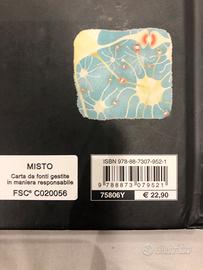 ISBN 978-88-7307-952-1
MISTO
Carta da fonti gestite
in maniera responsabile
FSC® C020056
9 788873 079521
75806Y
€ 22,90
subito